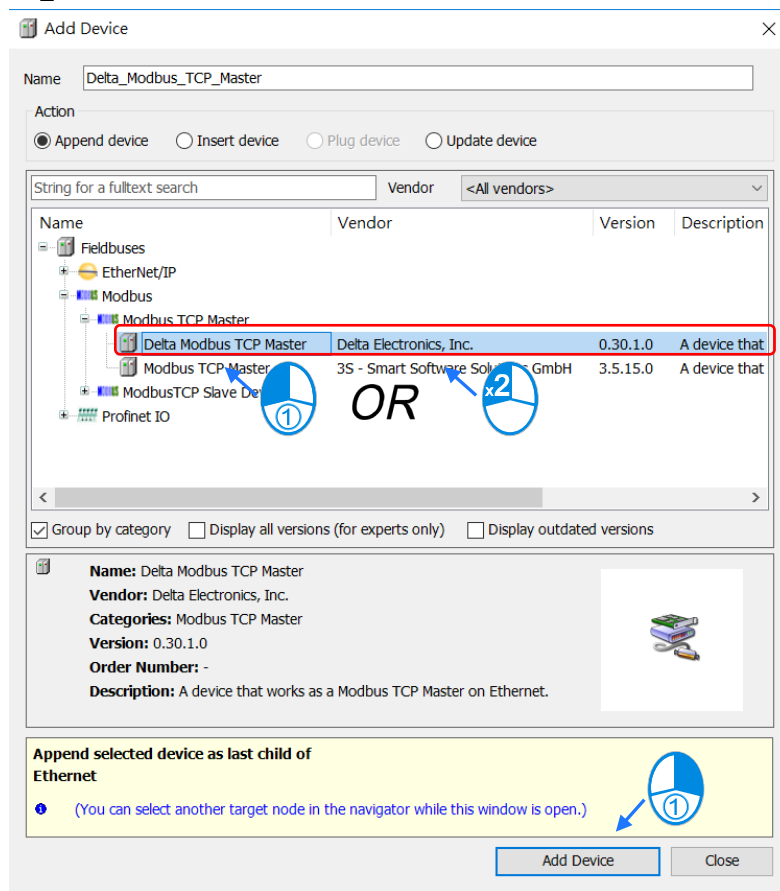 Add Device
Name Delta_Modbus_TCP_Master
Action
Append device Insert device Plug device Update device
String for a fulltext search Vendor <All vendors>
Name Vendor Version Description
Fieldbuses
EtherNet/IP
Modbus
Modbus TCP Master
Delta Modbus TCP Master Delta Electronics, Inc. 0.30.1.0 A device that
Modbus TCP Master 3S - Smart Software GmbH 3.5.15.0 A device that
ModbusTCP Slave
Profinet IO
1 OR x2
Group by category Display all versions (for experts only) Display outdated versions
Name: Delta Modbus TCP Master
Vendor: Delta Electronics, Inc.
Categories: Modbus TCP Master
Version: 0.30.1.0
Order Number: -
Description: A device that works as a Modbus TCP Master on Ethernet.
Append selected device as last child of
Ethernet
(You can select another target node in the navigator while this window is open.)
1
Add Device Close